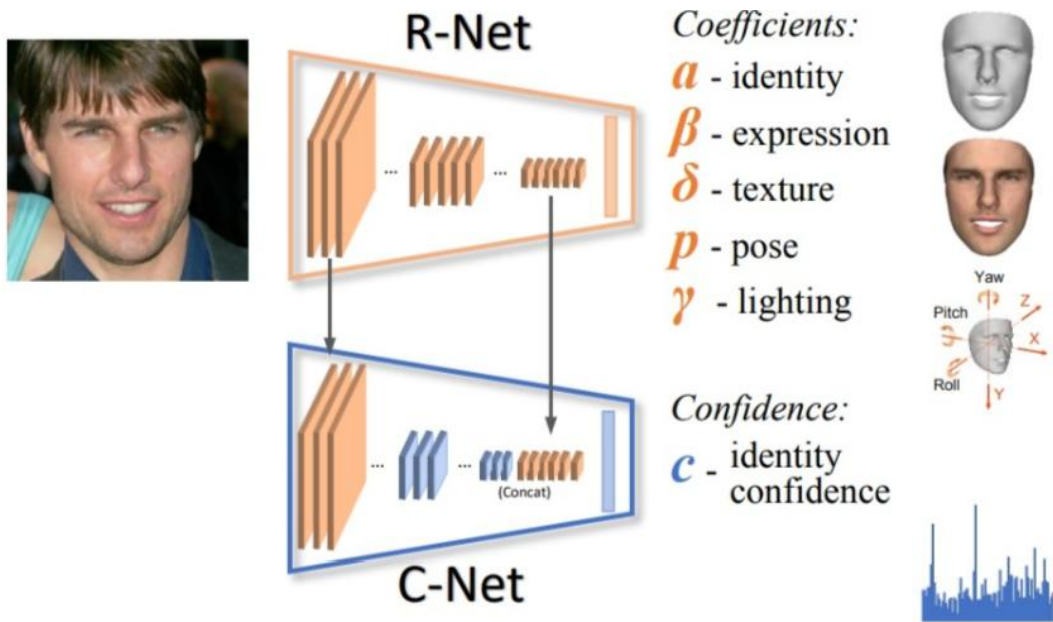 R-Net
...
...
Coefficients:
α - identity
β - expression
δ - texture
p - pose
γ - lighting
Yaw
Pitch
Z
X
Roll
Y
...
...
(Concat)
Confidence:
c - identity
confidence
C-Net